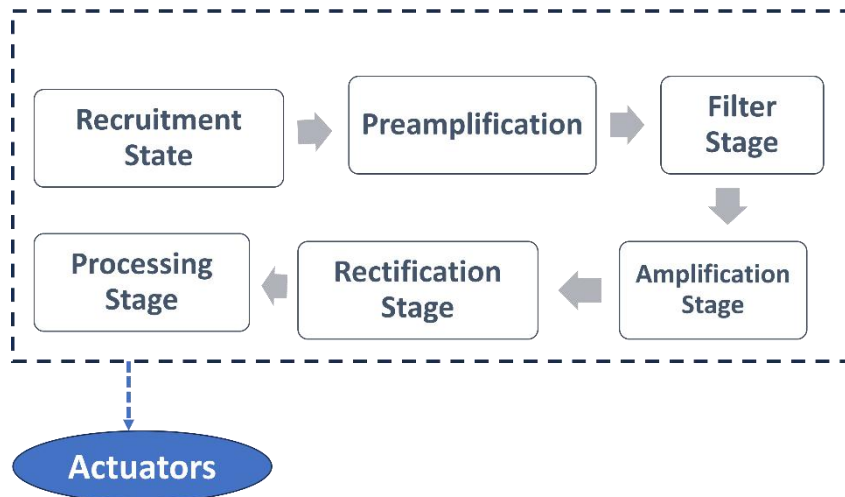 Recruitment
State
Preamplification
Filter
Stage
Amplification
Stage
Rectification
Stage
Processing
Stage
Actuators